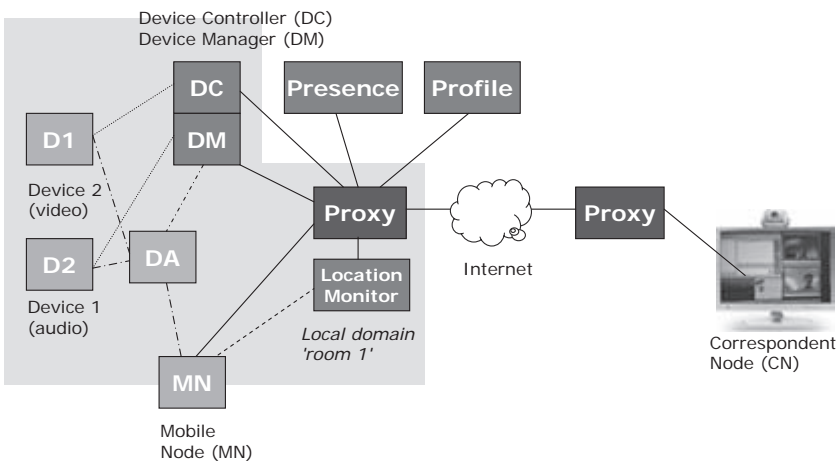 Device Controller (DC)
Device Manager (DM)
DC
DM
Presence
Profile
D1
Device 2
(video)
D2
Device 1
(audio)
DA
Proxy
Location
Monitor
Local domain
'room 1'
Internet
Proxy
Correspondent
Node (CN)
MN
Mobile
Node (MN)